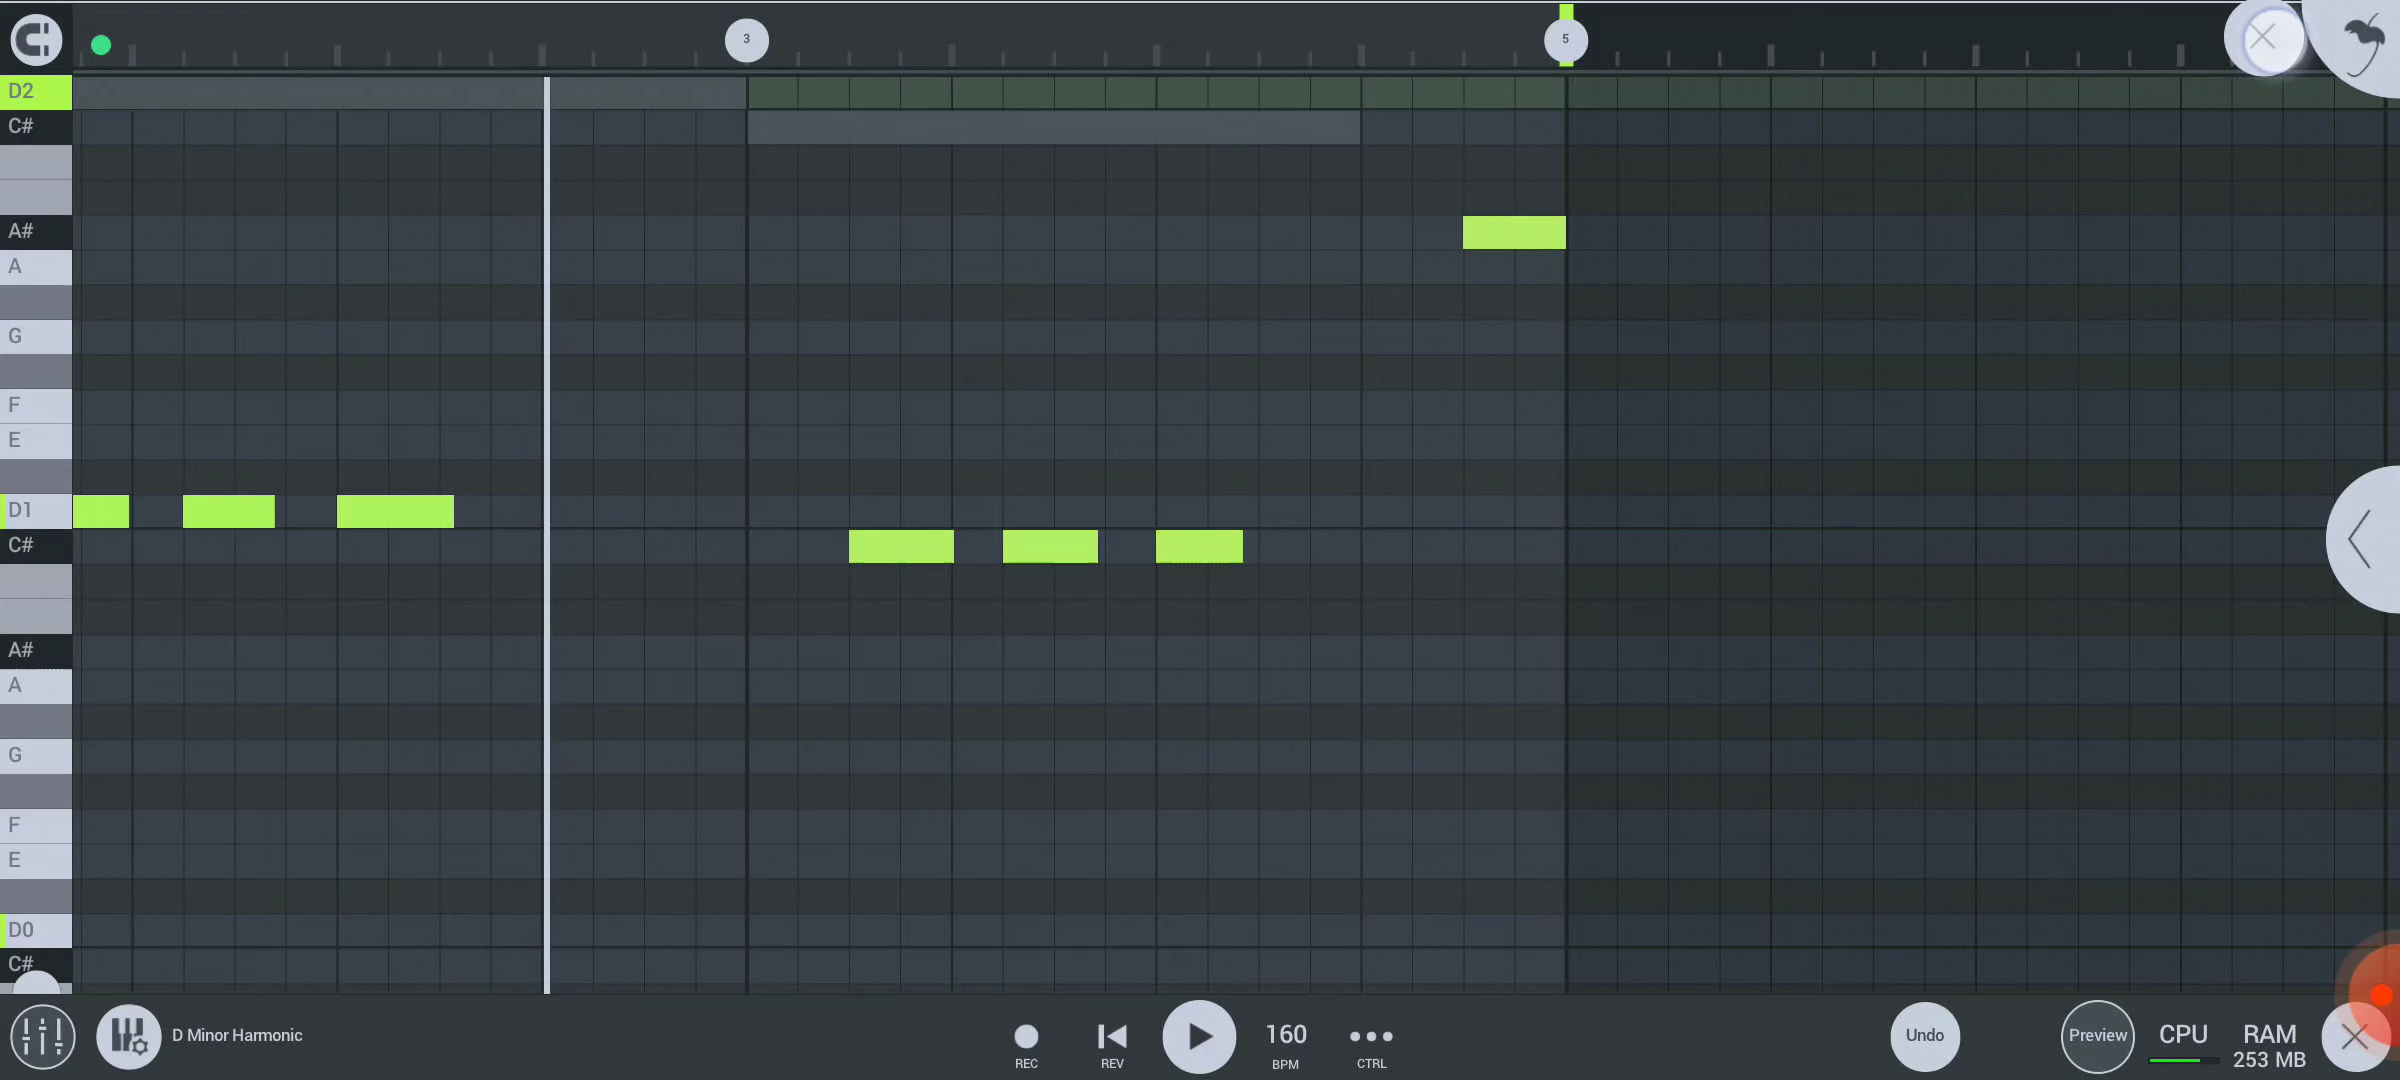 3
5
D2
C#
A#
A
G
F
E
D1
C#
A#
A
G
F
E
D0
C#
D Minor Harmonic
REC
REV
160
BPM
CTRL
Undo
Preview
CPU
RAM
253 MB